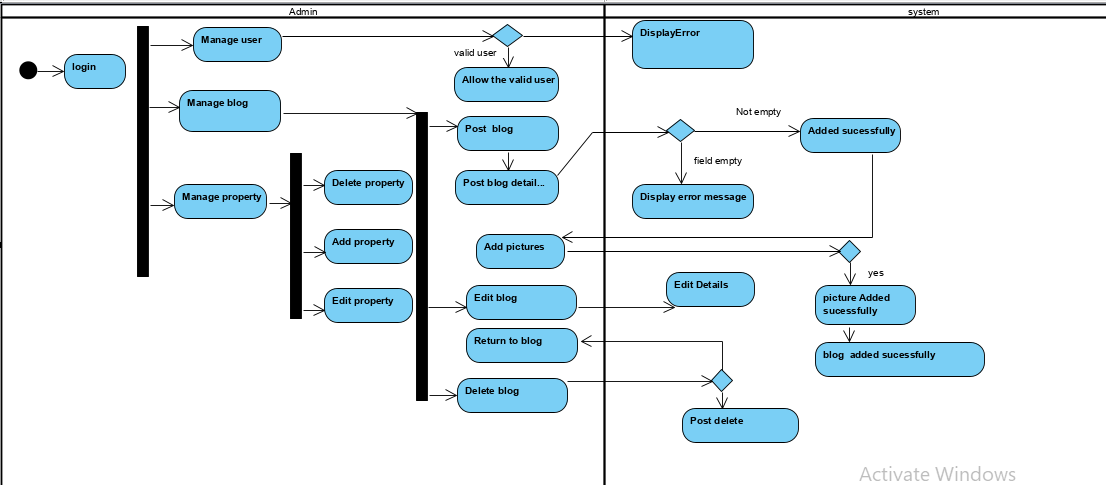 Admin
system
Manage user
DisplayError
valid user
login
Allow the valid user
Manage blog
Not empty
Post  blog
Added sucessfully
field empty
Delete property
Post blog detail...
Manage property
Display error message
Add property
Add pictures
yes
Edit Details
Edit property
Edit blog
picture Added
sucessfully
Return to blog
blog  added sucessfully
Delete blog
Post delete
Activate Windows